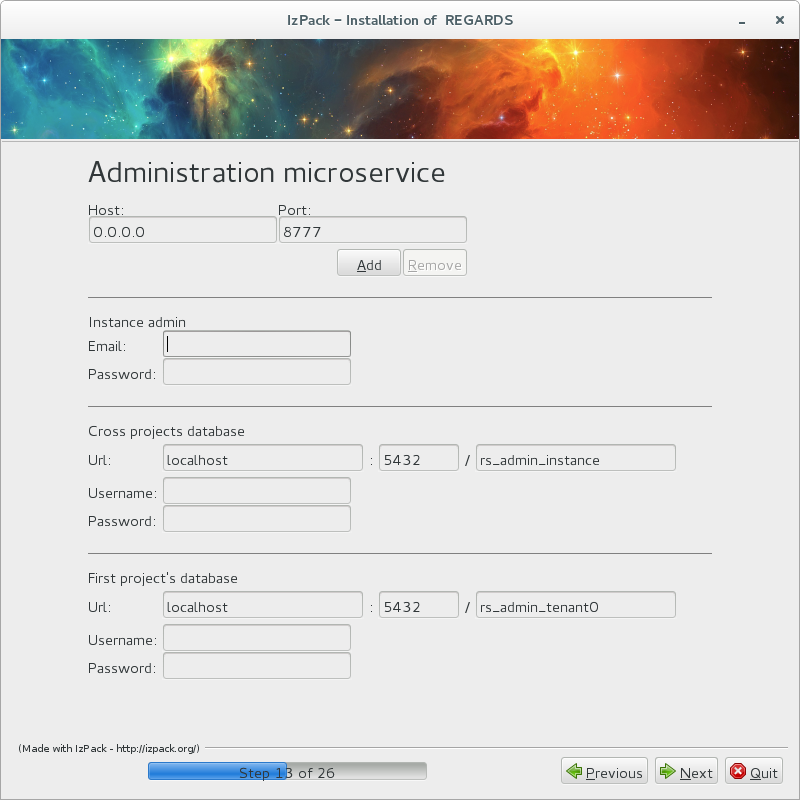 IzPack – Installation of  REGARDS
Administration microservice
Host: Port:
0.0.0.0 8777
Add Remove
Instance admin
Email:
Password:
Cross projects database
Url: localhost : 5432 / rs_admin_instance
Username:
Password:
First project's database
Url: localhost : 5432 / rs_admin_tenant0
Username:
Password:
(Made with IzPack - http://izpack.org/)
Step 13 of 26 Previous Next Quit